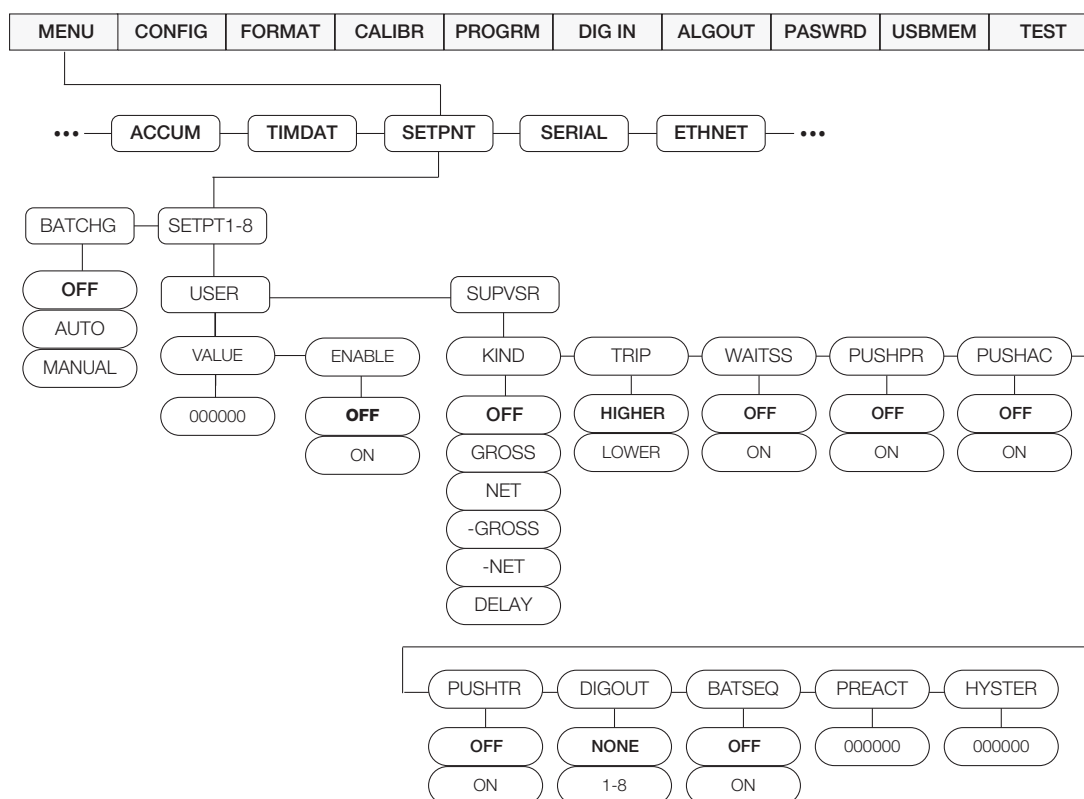 MENU CONFIG FORMAT CALIBR PROGRM DIG IN ALGOUT PASWRD USBMEM TEST
••• ACCUM TIMDAT SETPNT SERIAL ETHNET •••
BATCHG SETPT1-8
OFF USER SUPVSR
AUTO
MANUAL VALUE ENABLE KIND TRIP WAITSS PUSHPR PUSHAC
000000 OFF OFF HIGHER OFF OFF OFF
ON GROSS LOWER ON ON ON
NET
-GROSS
-NET
DELAY
PUSHTR DIGOUT BATSEQ PREACT HYSTER
OFF NONE OFF 000000 000000
ON 1-8 ON